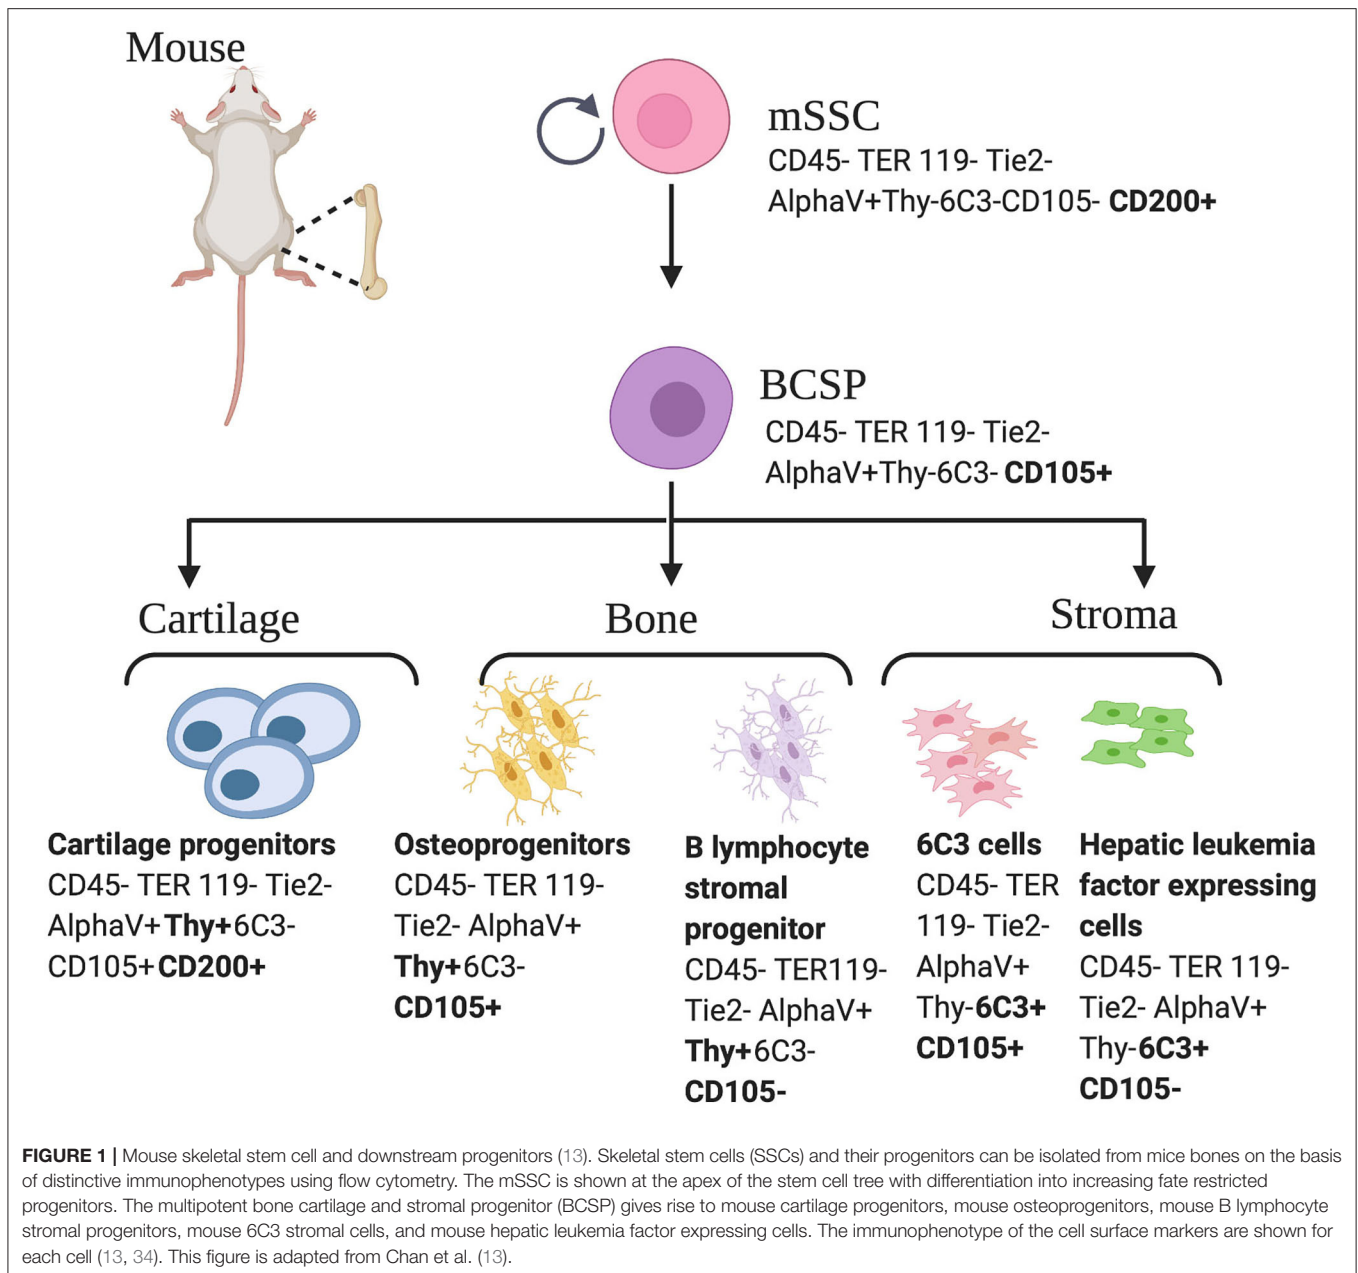 Mouse
mSSC
CD45- TER 119- Tie2-
AlphaV+Thy-6C3-CD105- CD200+
BCSP
CD45- TER 119- Tie2-
AlphaV+Thy-6C3- CD105+
Cartilage
Bone
Stroma
Cartilage progenitors
CD45- TER 119- Tie2-
AlphaV+ Thy+6C3-
CD105+ CD200+
Osteoprogenitors
CD45- TER 119-
Tie2- AlphaV+
Thy+6C3-
CD105+
B lymphocyte
stromal
progenitor
CD45- TER119-
Tie2- AlphaV+
Thy+6C3-
CD105-
6C3 cells
CD45- TER
119- Tie2-
AlphaV+
Thy-6C3+
CD105+
Hepatic leukemia
factor expressing
cells
CD45- TER 119-
Tie2- AlphaV+
Thy-6C3+
CD105-
FIGURE 1 | Mouse skeletal stem cell and downstream progenitors (13). Skeletal stem cells (SSCs) and their progenitors can be isolated from mice bones on the basis
of distinctive immunophenotypes using flow cytometry. The mSSC is shown at the apex of the stem cell tree with differentiation into increasing fate restricted
progenitors. The multipotent bone cartilage and stromal progenitor (BCSP) gives rise to mouse cartilage progenitors, mouse osteoprogenitors, mouse B lymphocyte
stromal progenitors, mouse 6C3 stromal cells, and mouse hepatic leukemia factor expressing cells. The immunophenotype of the cell surface markers are shown for
each cell (13, 34). This figure is adapted from Chan et al. (13).